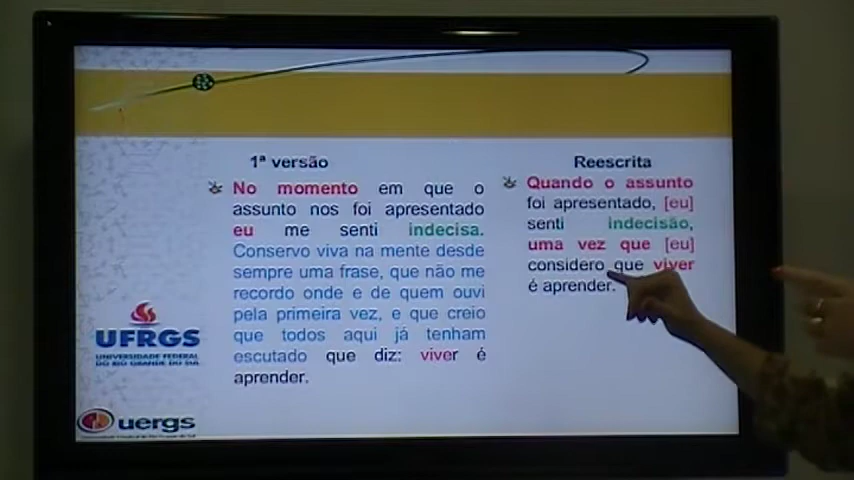 1ª versão
No momento em que o
assunto nos foi apresentado
eu me senti indecisa.
Conservo viva na mente desde
sempre uma frase, que não me
recordo onde e de quem ouvi
pela primeira vez, e que creio
que todos aqui já tenham
escutado que diz: viver é
aprender.
Reescrita
Quando o assunto
foi apresentado, [eu]
senti indecisão,
uma vez que [eu]
considero que viver
é aprender.
UFRGS
UNIVERSIDADE FEDERAL
DO RIO GRANDE DO SUL
uergs